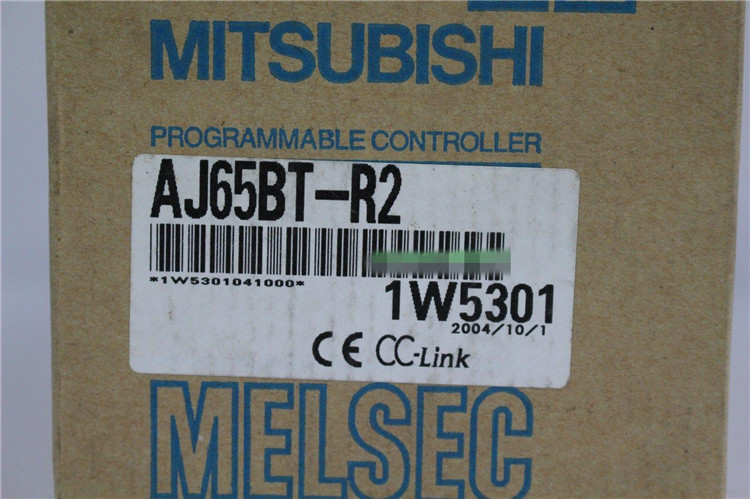 MITSUBISHI
PROGRAMMABLE CONTROLLER
AJ65BT-R2
*1W5301041000*
1W5301
2004/10/1
CE CC-Link
MELSEC